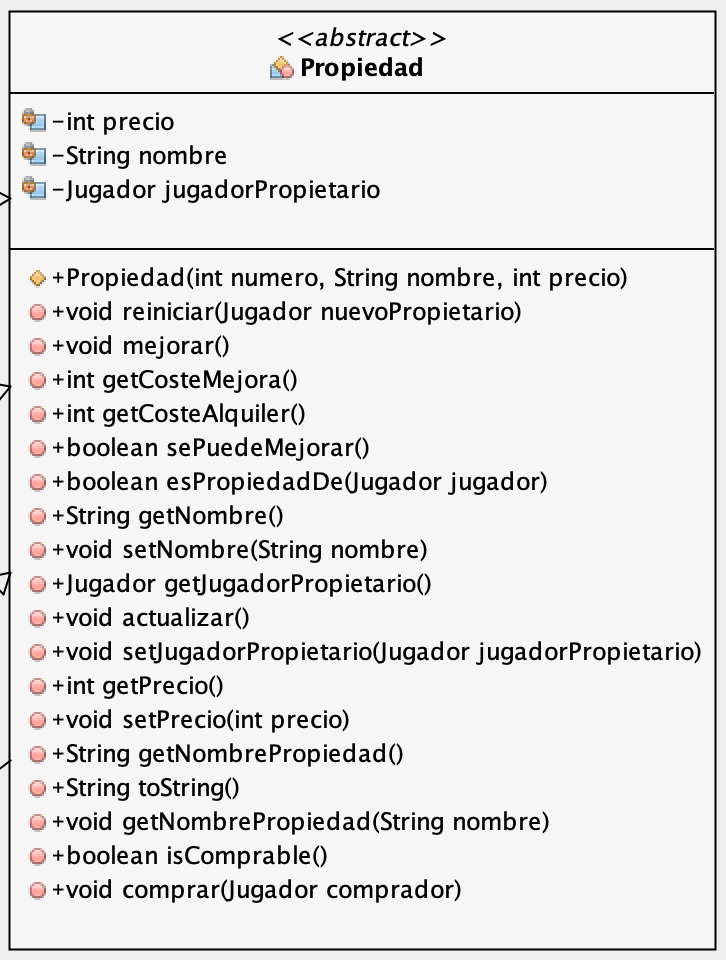 <<abstract>>
Propiedad
-int precio
-String nombre
-Jugador jugadorPropietario
+Propiedad(int numero, String nombre, int precio)
+void reiniciar(Jugador nuevoPropietario)
+void mejorar()
+int getCosteMejora()
+int getCosteAlquiler()
+boolean sePuedeMejorar()
+boolean esPropiedadDe(Jugador jugador)
+String getNombre()
+void setNombre(String nombre)
+Jugador getJugadorPropietario()
+void actualizar()
+void setJugadorPropietario(Jugador jugadorPropietario)
+int getPrecio()
+void setPrecio(int precio)
+String getNombrePropiedad()
+String toString()
+void getNombrePropiedad(String nombre)
+boolean isComprable()
+void comprar(Jugador comprador)